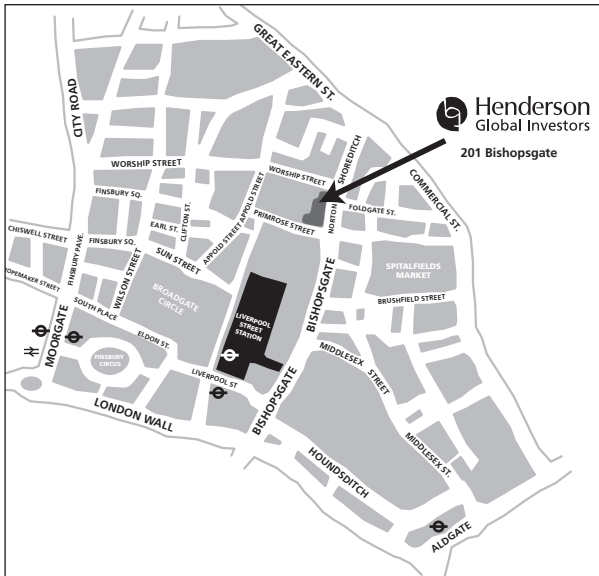 GREAT EASTERN ST.
CITY ROAD
Henderson
Global Investors
201 Bishopsgate
SHOREDITCH
NORTON
COMMERCIAL ST.
WORSHIP STREET
WORSHIP STREET
FINSBURY SQ.
APPOLD STREET
APPOLD STREET
CLIFTON ST.
EARL ST.
PRIMROSE STREET
FOLDGATE ST.
CHISWELL STREET
FINSBURY SQ.
FINSBURY PAVE.
WILSON STREET
SUN STREET
SPITALFIELDS
MARKET
BRUSHFIELD STREET
BISHOPSGATE
BROADGATE
CIRCLE
LIVERPOOL
STREET
STATION
SOUTH PLACE
ELDON ST.
MOORGATE
FINSBURY
CIRCUS
LIVERPOOL ST
MIDDLESEX STREET
BISHOPSGATE
LONDON WALL
HOUNDSDITCH
MIDDLESEX ST.
ALDGATE